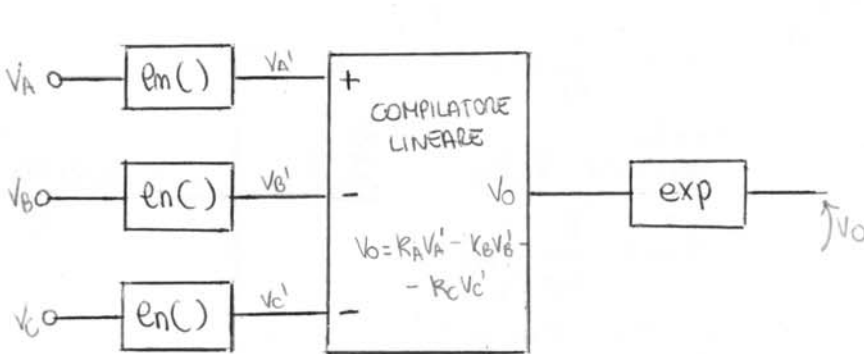 VA ln() VA' +
COMPILATORE
LINEARE
VB ln() VB' - VO exp VO
VO = KAVA' - KBVB' -
- KCVC'
VC ln() VC' -